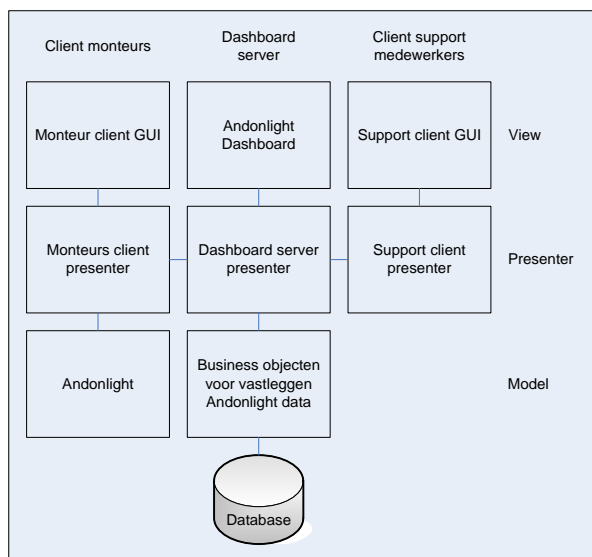 Client monteurs
Dashboard
server
Client support
medewerkers
Monteur client GUI
Andonlight
Dashboard
Support client GUI
View
Monteurs client
presenter
Dashboard server
presenter
Support client
presenter
Presenter
Andonlight
Business objecten
voor vastleggen
Andonlight data
Model
Database